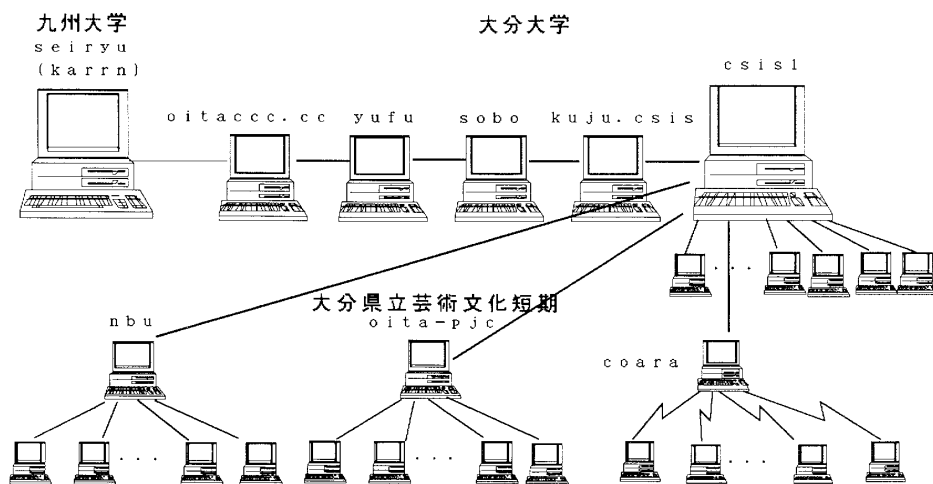 九州大学
seiryu
(karrn)
大分大学
csis1
oitaccc.cc
yufu
sobo
kuju.csis
...
大分県立芸術文化短期
nbu
oita-pjc
coara
...
...
...